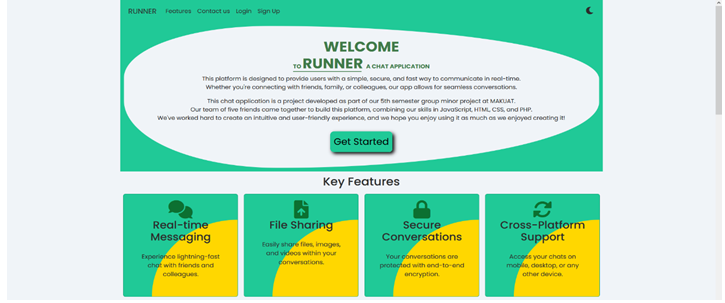 RUNNER Features Contact us Login Sign Up
WELCOME
TO RUNNER A CHAT APPLICATION
This platform is designed to provide users with a simple, secure, and fast way to communicate in real-time.
Whether you're connecting with friends, family, or colleagues, our app allows for seamless conversations.
This chat application is a project developed as part of our 5th semester group minor project at MAKUAT.
Our team of five friends came together to build this platform, combining our skills in JavaScript, HTML, CSS, and PHP.
We've worked hard to create an intuitive and user-friendly experience, and we hope you enjoy using it as much as we enjoyed creating it!
Get Started
Key Features
Real-time
Messaging
Experience lightning-fast
chat with friends and
colleagues.
File Sharing
Easily share files, images,
and videos within your
conversations.
Secure
Conversations
Your conversations are
protected with end-to-end
encryption.
Cross-Platform
Support
Access your chats on
mobile, desktop, or any
other device.